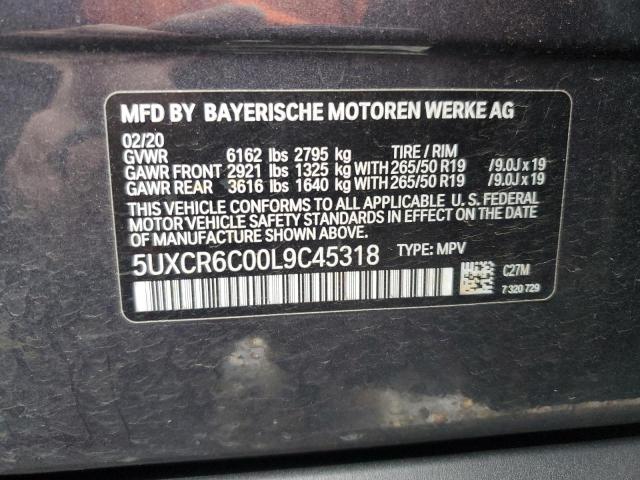 MFD BY BAYERISCHE MOTOREN WERKE AG
02/20
GVWR 6162 lbs 2795 kg TIRE / RIM
GAWR FRONT 2921 lbs 1325 kg WITH 265/50 R19 /9.0J x 19
GAWR REAR 3616 lbs 1640 kg WITH 265/50 R19 /9.0J x 19
THIS VEHICLE CONFORMS TO ALL APPLICABLE U.S. FEDERAL
MOTOR VEHICLE SAFETY STANDARDS IN EFFECT ON THE DATE
OF MANUFACTURE SHOWN ABOVE.
5UXCR6C00L9C45318 TYPE: MPV
C27M
7 320 729